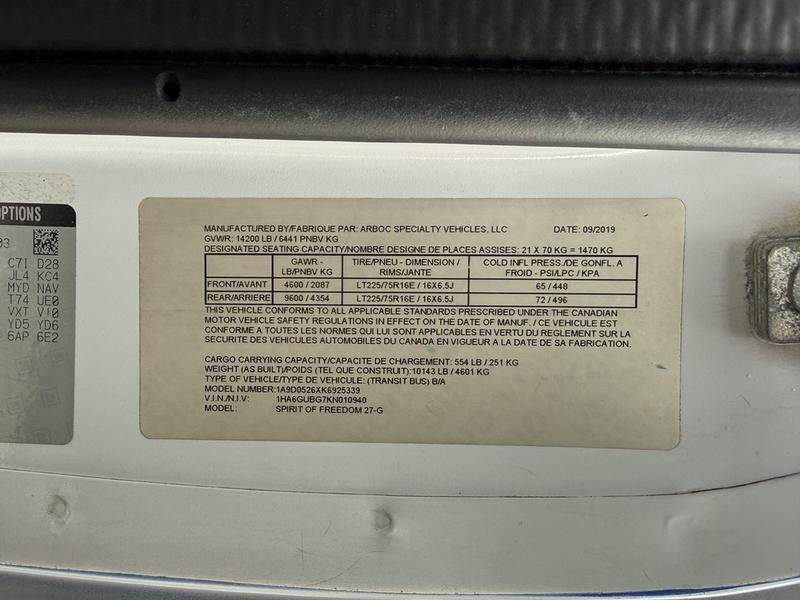 OPTIONS
03
C7I D28
JL4 KC4
MYD NAV
T74 UE0
VXT V10
YD5 YD6
6AP 6E2
MANUFACTURED BY/FABRIQUE PAR: ARBOC SPECIALTY VEHICLES, LLC DATE: 09/2019
GVWR: 14200 LB / 6441 PNBV KG
DESIGNATED SEATING CAPACITY/NOMBRE DESIGNE DE PLACES ASSISES: 21 X 70 KG = 1470 KG
GAWR - LB/PNBV KG TIRE/PNEU - DIMENSION / RIMS/JANTE COLD INFL PRESS./DE GONFL. A FROID - PSI/LPC / KPA
FRONT/AVANT 4600 / 2087 LT225/75R16E / 16X6.5J 65 / 448
REAR/ARRIERE 9600 / 4354 LT225/75R16E / 16X6.5J 72 / 496
THIS VEHICLE CONFORMS TO ALL APPLICABLE STANDARDS PRESCRIBED UNDER THE CANADIAN
MOTOR VEHICLE SAFETY REGULATIONS IN EFFECT ON THE DATE OF MANUF. / CE VEHICULE EST
CONFORME A TOUTES LES NORMES QUI LUI SONT APPLICABLES EN VERTU DU REGLEMENT SUR LA
SECURITE DES VEHICULES AUTOMOBILES DU CANADA EN VIGUEUR A LA DATE DE SA FABRICATION.
CARGO CARRYING CAPACITY/CAPACITE DE CHARGEMENT: 554 LB / 251 KG
WEIGHT (AS BUILT)/POIDS (TEL QUE CONSTRUIT):10143 LB / 4601 KG
TYPE OF VEHICLE/TYPE DE VEHICULE: (TRANSIT BUS) B/A
MODEL NUMBER:1A9D0526XK6925339
V.I.N./N.I.V: 1HA6GUBG7KN010940
MODEL: SPIRIT OF FREEDOM 27-G